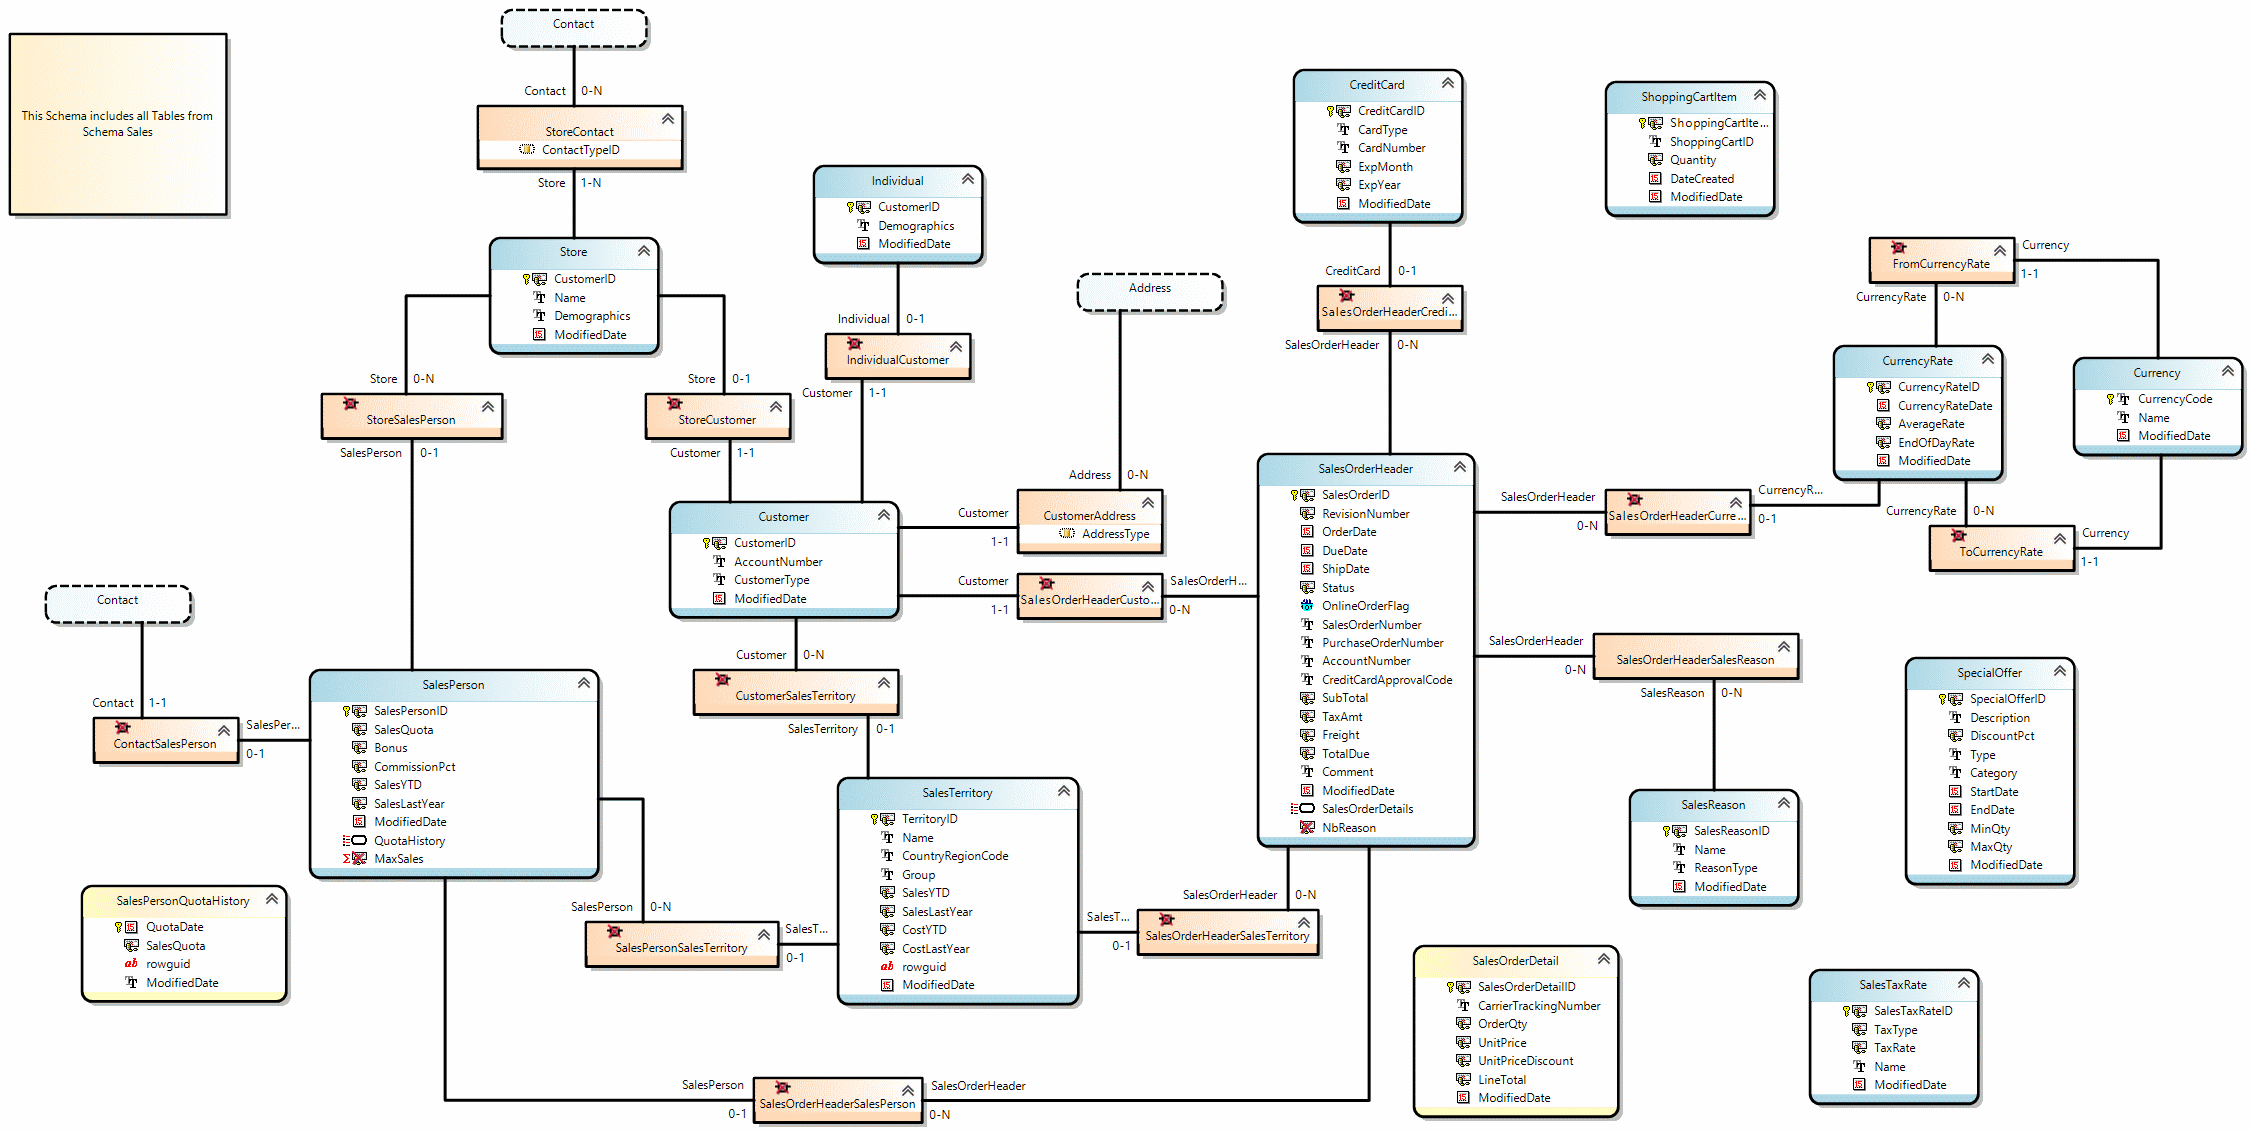 This Schema includes all Tables from
Schema Sales
Contact
Contact 0-N
StoreContact
ContactTypeID
Store 1-N
Store
CustomerID
Name
Demographics
ModifiedDate
Store 0-N
StoreSalesPerson
SalesPerson 0-1
Store 0-1
StoreCustomer
Customer 1-1
Individual
CustomerID
Demographics
ModifiedDate
Individual 0-1
IndividualCustomer
Customer 1-1
Address
Address 0-N
CustomerAddress
AddressType
Customer
1-1
Customer
CustomerID
AccountNumber
CustomerType
ModifiedDate
Customer
1-1
SalesOrderHeaderCusto...
SalesOrderH...
0-N
Customer 0-N
CustomerSalesTerritory
SalesTerritory 0-1
CreditCard
CreditCardID
CardType
CardNumber
ExpMonth
ExpYear
ModifiedDate
CreditCard 0-1
SalesOrderHeaderCredi...
SalesOrderHeader 0-N
ShoppingCartItem
ShoppingCartIte...
ShoppingCartID
Quantity
DateCreated
ModifiedDate
FromCurrencyRate
Currency
1-1
CurrencyRate 0-N
CurrencyRate
CurrencyRateID
CurrencyRateDate
AverageRate
EndOfDayRate
ModifiedDate
Currency
CurrencyCode
Name
ModifiedDate
CurrencyRate 0-N
ToCurrencyRate
Currency
1-1
SalesOrderHeader
0-N
SalesOrderHeaderCurre...
CurrencyR...
0-1
SalesOrderHeader
SalesOrderID
RevisionNumber
OrderDate
DueDate
ShipDate
Status
OnlineOrderFlag
SalesOrderNumber
PurchaseOrderNumber
AccountNumber
CreditCardApprovalCode
SubTotal
TaxAmt
Freight
TotalDue
Comment
ModifiedDate
SalesOrderDetails
NbReason
SalesOrderHeader
0-N
SalesOrderHeaderSalesReason
SalesReason 0-N
SalesReason
SalesReasonID
Name
ReasonType
ModifiedDate
SpecialOffer
SpecialOfferID
Description
DiscountPct
Type
Category
StartDate
EndDate
MinQty
MaxQty
ModifiedDate
Contact
Contact 1-1
ContactSalesPerson
SalesPer...
0-1
SalesPerson
SalesPersonID
SalesQuota
Bonus
CommissionPct
SalesYTD
SalesLastYear
ModifiedDate
QuotaHistory
MaxSales
SalesPersonQuotaHistory
QuotaDate
SalesQuota
rowguid
ModifiedDate
SalesPerson 0-N
SalesPersonSalesTerritory
SalesT...
0-1
SalesTerritory
TerritoryID
Name
CountryRegionCode
Group
SalesYTD
SalesLastYear
CostYTD
CostLastYear
rowguid
ModifiedDate
SalesOrderHeader 0-N
SalesT...
0-1
SalesOrderHeaderSalesTerritory
SalesPerson
0-1
SalesOrderHeaderSalesPerson
SalesOrderHeader
0-N
SalesOrderDetail
SalesOrderDetailID
CarrierTrackingNumber
OrderQty
UnitPrice
UnitPriceDiscount
LineTotal
ModifiedDate
SalesTaxRate
SalesTaxRateID
TaxType
TaxRate
Name
ModifiedDate